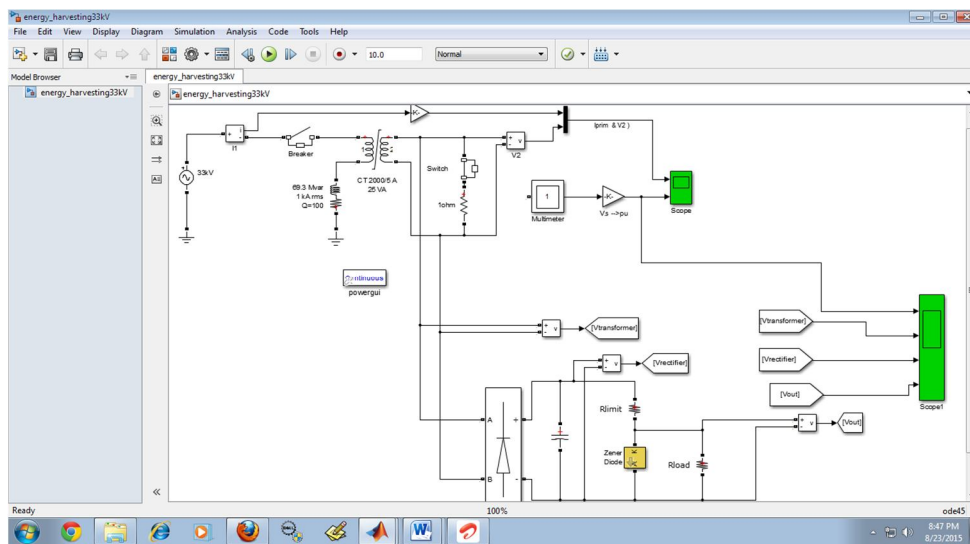 energy_harvesting33kV
File Edit View Display Diagram Simulation Analysis Code Tools Help
10.0
Normal
Model Browser
energy_harvesting33kV
energy_harvesting33kV
energy_harvesting33kV
-K-
+ i
-
I1
Breaker
33kV
1
2
CT 2000/5 A
25 VA
69.3 Mvar
1 kA rms
Q=100
Switch
1ohm
+ v
-
V2
Iprim & V2 )
1
Multimeter
-K-
Vs -->pu
Scope
Continuous
powergui
+ v
-
[Vtransformer]
+ v
-
[Vrectifier]
[Vtransformer]
[Vrectifier]
[Vout]
Scope1
A
+
B
-
Rlimit
Zener
Diode
Rload
+ v
-
[Vout]
Ready
100%
ode45
8:47 PM
8/23/2015